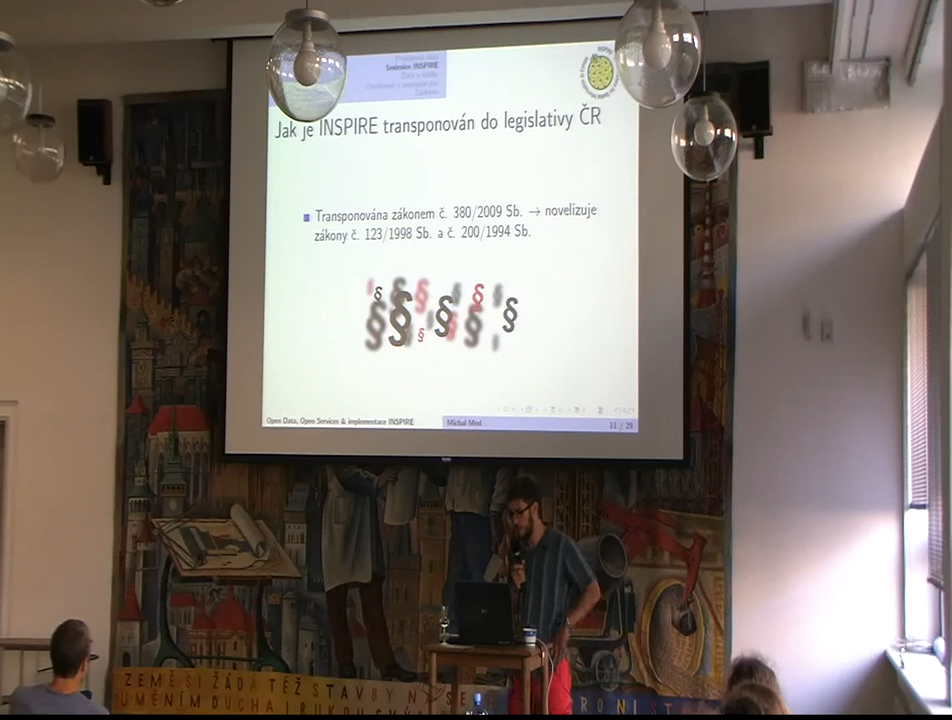 Směrnice INSPIRE
INSPIRE
Jak je INSPIRE transponován do legislativy ČR
Transponována zákonem č. 380/2009 Sb. → novelizuje
zákony č. 123/1998 Sb. a č. 200/1994 Sb.
§ § § § § § §
Open Data, Open Services & implementace INSPIRE
Michal Med
11 / 29
ZEMĚ SI ŽÁDÁ TÉŽ STAVBY
UMĚNÍM DUCHA I RUKOU